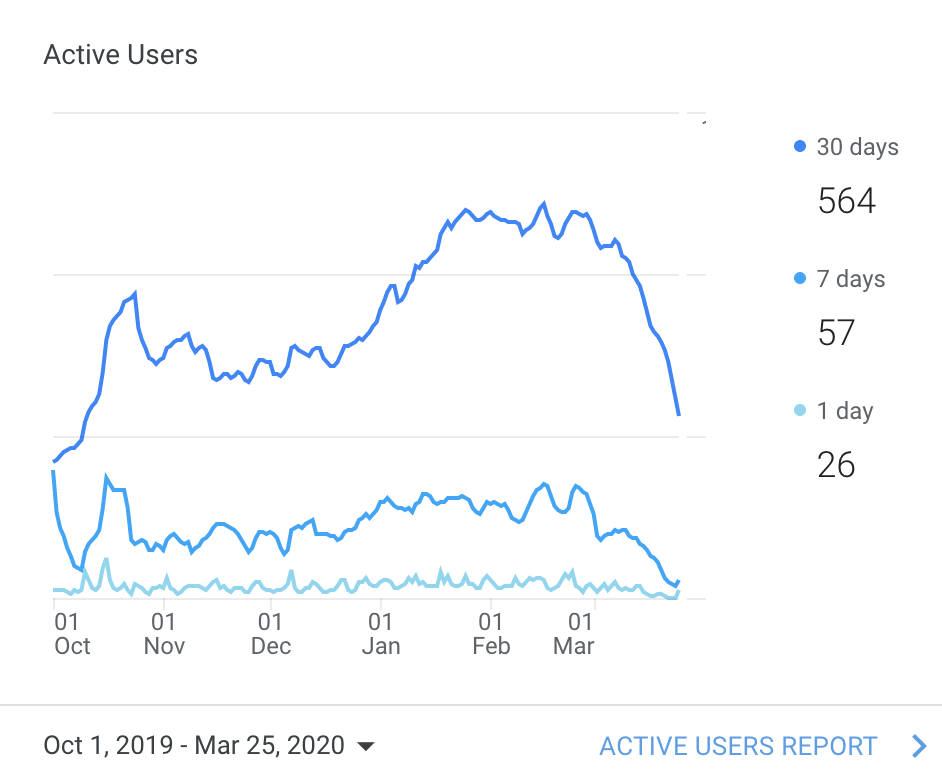 Active Users
30 days
564
7 days
57
1 day
26
01 01 01 01 01 01
Oct Nov Dec Jan Feb Mar
Oct 1, 2019 - Mar 25, 2020
ACTIVE USERS REPORT